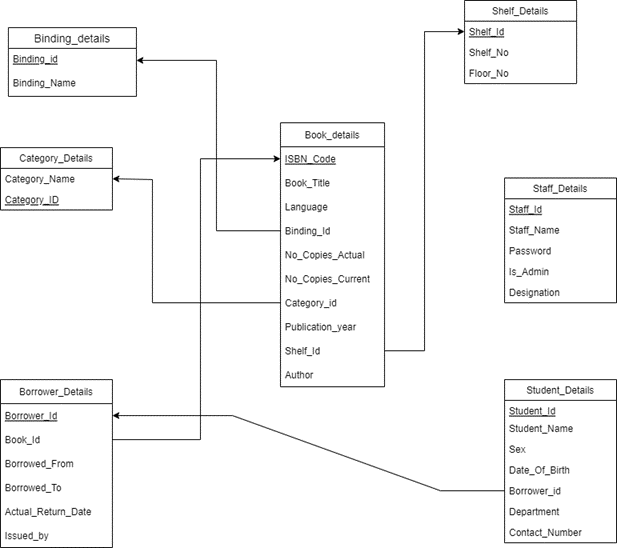 Binding_details
Binding_id
Binding_Name
Shelf_Details
Shelf_Id
Shelf_No
Floor_No
Book_details
ISBN_Code
Book_Title
Language
Binding_Id
No_Copies_Actual
No_Copies_Current
Category_id
Publication_year
Shelf_Id
Author
Category_Details
Category_Name
Category_ID
Staff_Details
Staff_Id
Staff_Name
Password
Is_Admin
Designation
Borrower_Details
Borrower_Id
Book_Id
Borrowed_From
Borrowed_To
Actual_Return_Date
Issued_by
Student_Details
Student_Id
Student_Name
Sex
Date_Of_Birth
Borrower_id
Department
Contact_Number